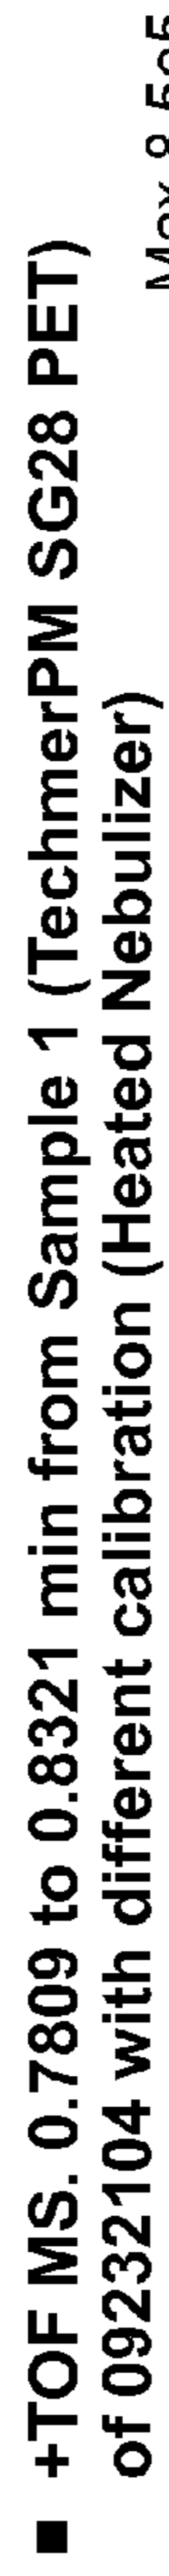 ■ +TOF MS. 0.7809 to 0.8321 min from Sample 1 (TechmerPM SG28 PET)
of 09232104 with different calibration (Heated Nebulizer)